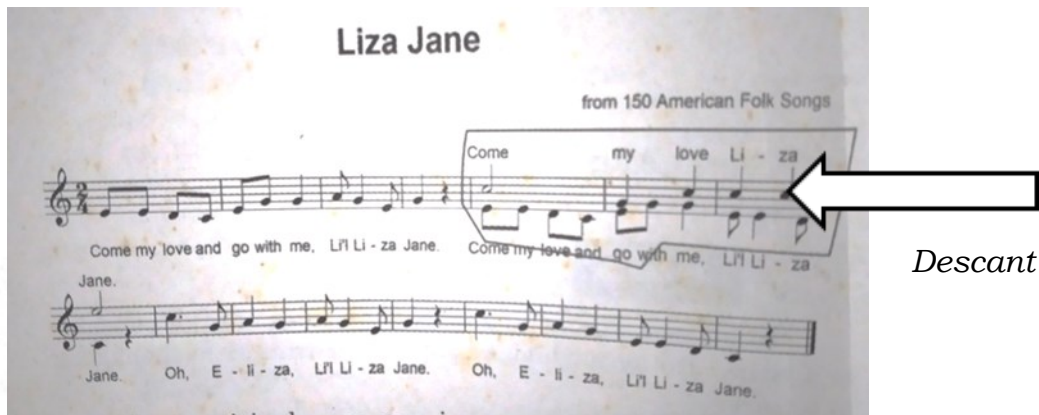 Liza Jane
from 150 American Folk Songs
Come my love Li - za
Come my love and go with me, Li'l Li - za Jane. Come my love and go with me, Li'l Li - za
Descant
Jane.
Jane. Oh, E - li - za, Li'l Li - za Jane. Oh, E - li - za, Li'l Li - za Jane.